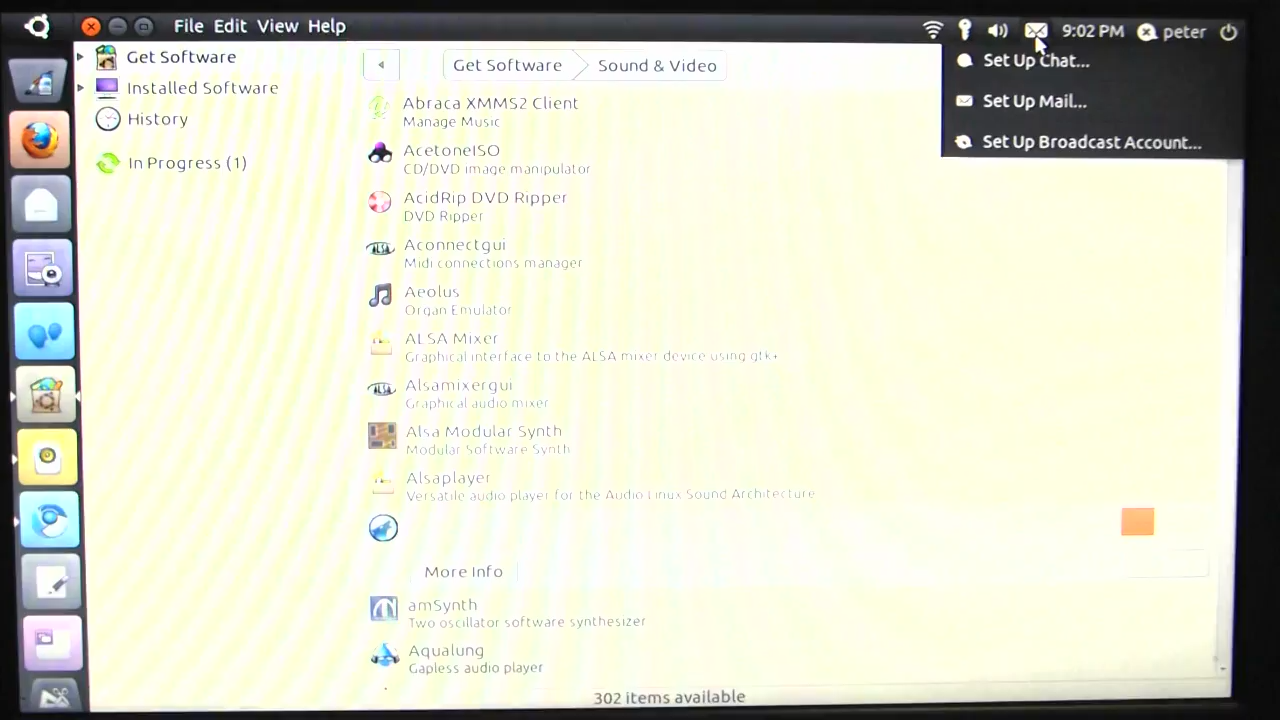 File Edit View Help
9:02 PM peter
Set Up Chat...
Set Up Mail...
Set Up Broadcast Account...
Get Software
Installed Software
History
In Progress (1)
Get Software Sound & Video
Abraca XMMS2 Client
Manage Music
AcetoneISO
CD/DVD image manipulator
AcidRip DVD Ripper
DVD Ripper
Aconnectgui
Midi connections manager
Aeolus
Organ Emulator
ALSA Mixer
Graphical interface to the ALSA mixer device using gtk+
Alsamixergui
Graphical audio mixer
Alsa Modular Synth
Modular Software Synth
Alsaplayer
Versatile audio player for the Audio Linux Sound Architecture
More Info
amSynth
Two oscillator software synthesizer
Aqualung
Gapless audio player
302 items available